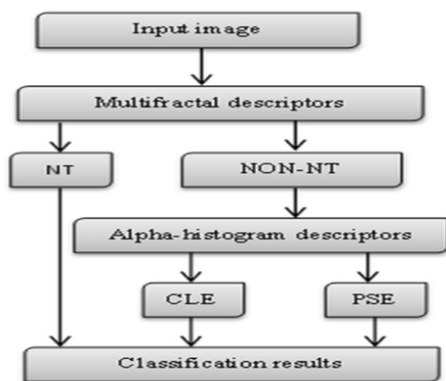 Input image
Multifractal descriptors
NT
NON-NT
Alpha-histogram descriptors
CLE
PSE
Classification results